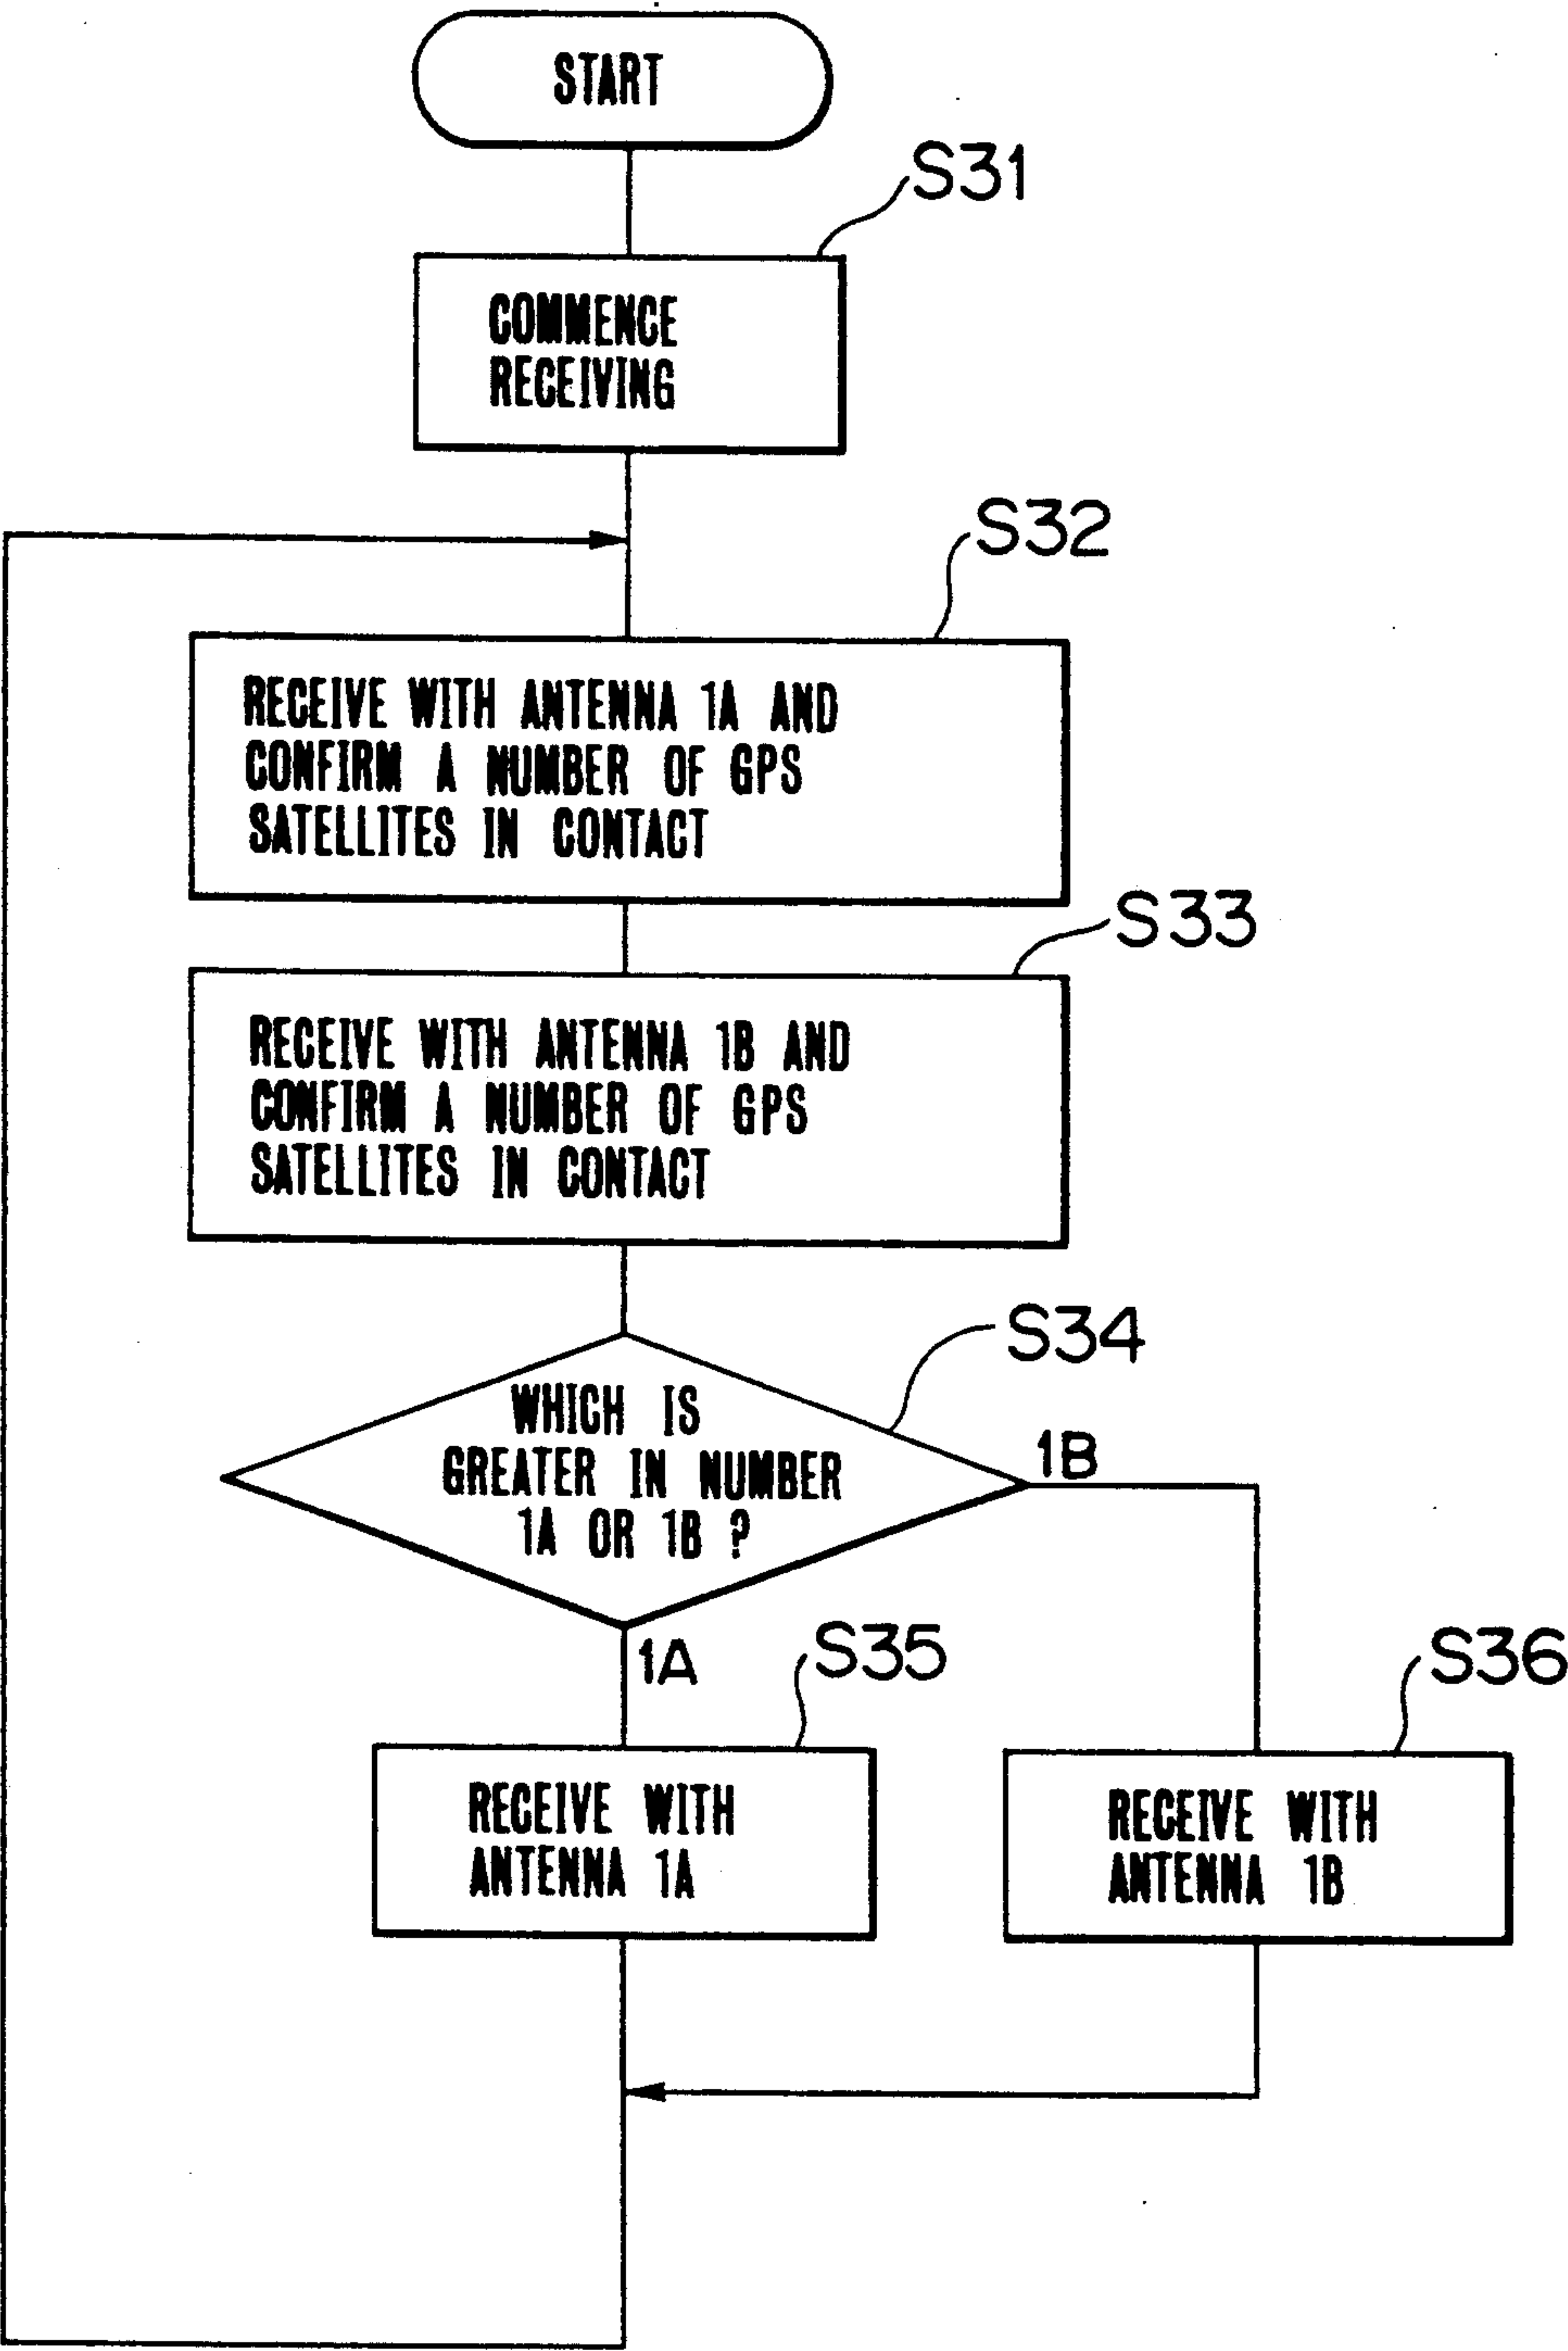 START
S31
COMMENCE
RECEIVING
S32
RECEIVE WITH ANTENNA 1A AND
CONFIRM A NUMBER OF GPS
SATELLITES IN CONTACT
S33
RECEIVE WITH ANTENNA 1B AND
CONFIRM A NUMBER OF GPS
SATELLITES IN CONTACT
S34
WHICH IS
GREATER IN NUMBER
1A OR 1B ?
1B
1A
S35
S36
RECEIVE WITH
ANTENNA 1A
RECEIVE WITH
ANTENNA 1B